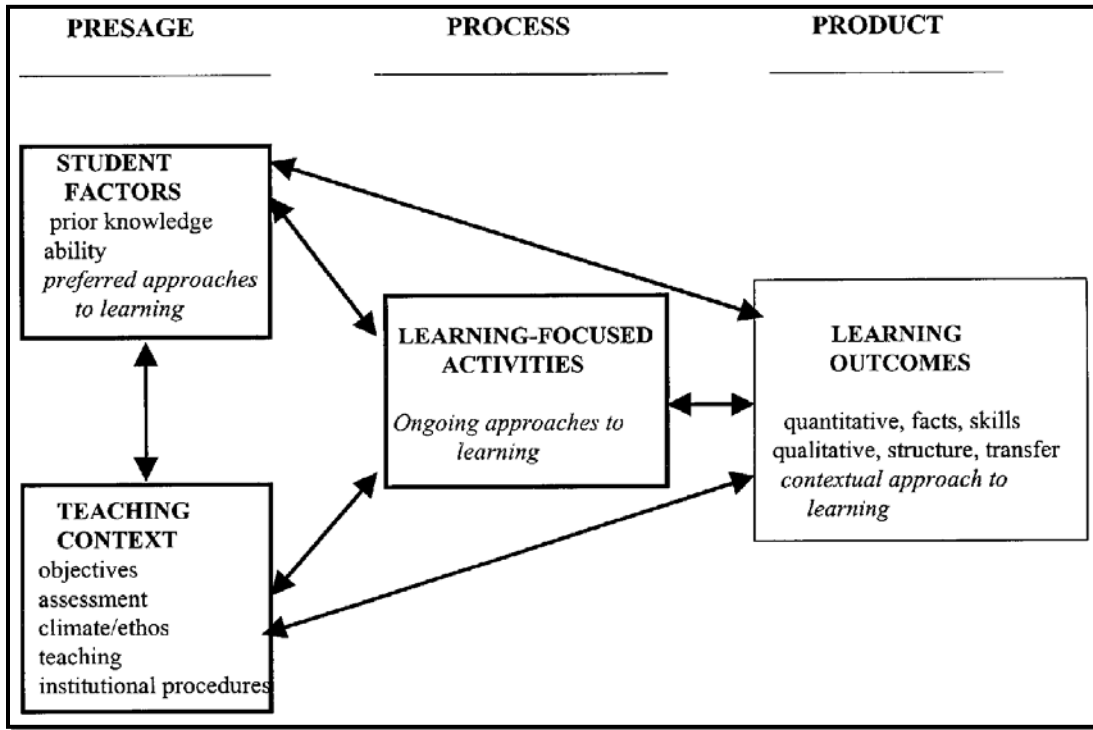 PRESAGE
PROCESS
PRODUCT
STUDENT
FACTORS
prior knowledge
ability
preferred approaches
to learning
LEARNING-FOCUSED
ACTIVITIES
Ongoing approaches to
learning
LEARNING
OUTCOMES
quantitative, facts, skills
qualitative, structure, transfer
contextual approach to
learning
TEACHING
CONTEXT
objectives
assessment
climate/ethos
teaching
institutional procedures